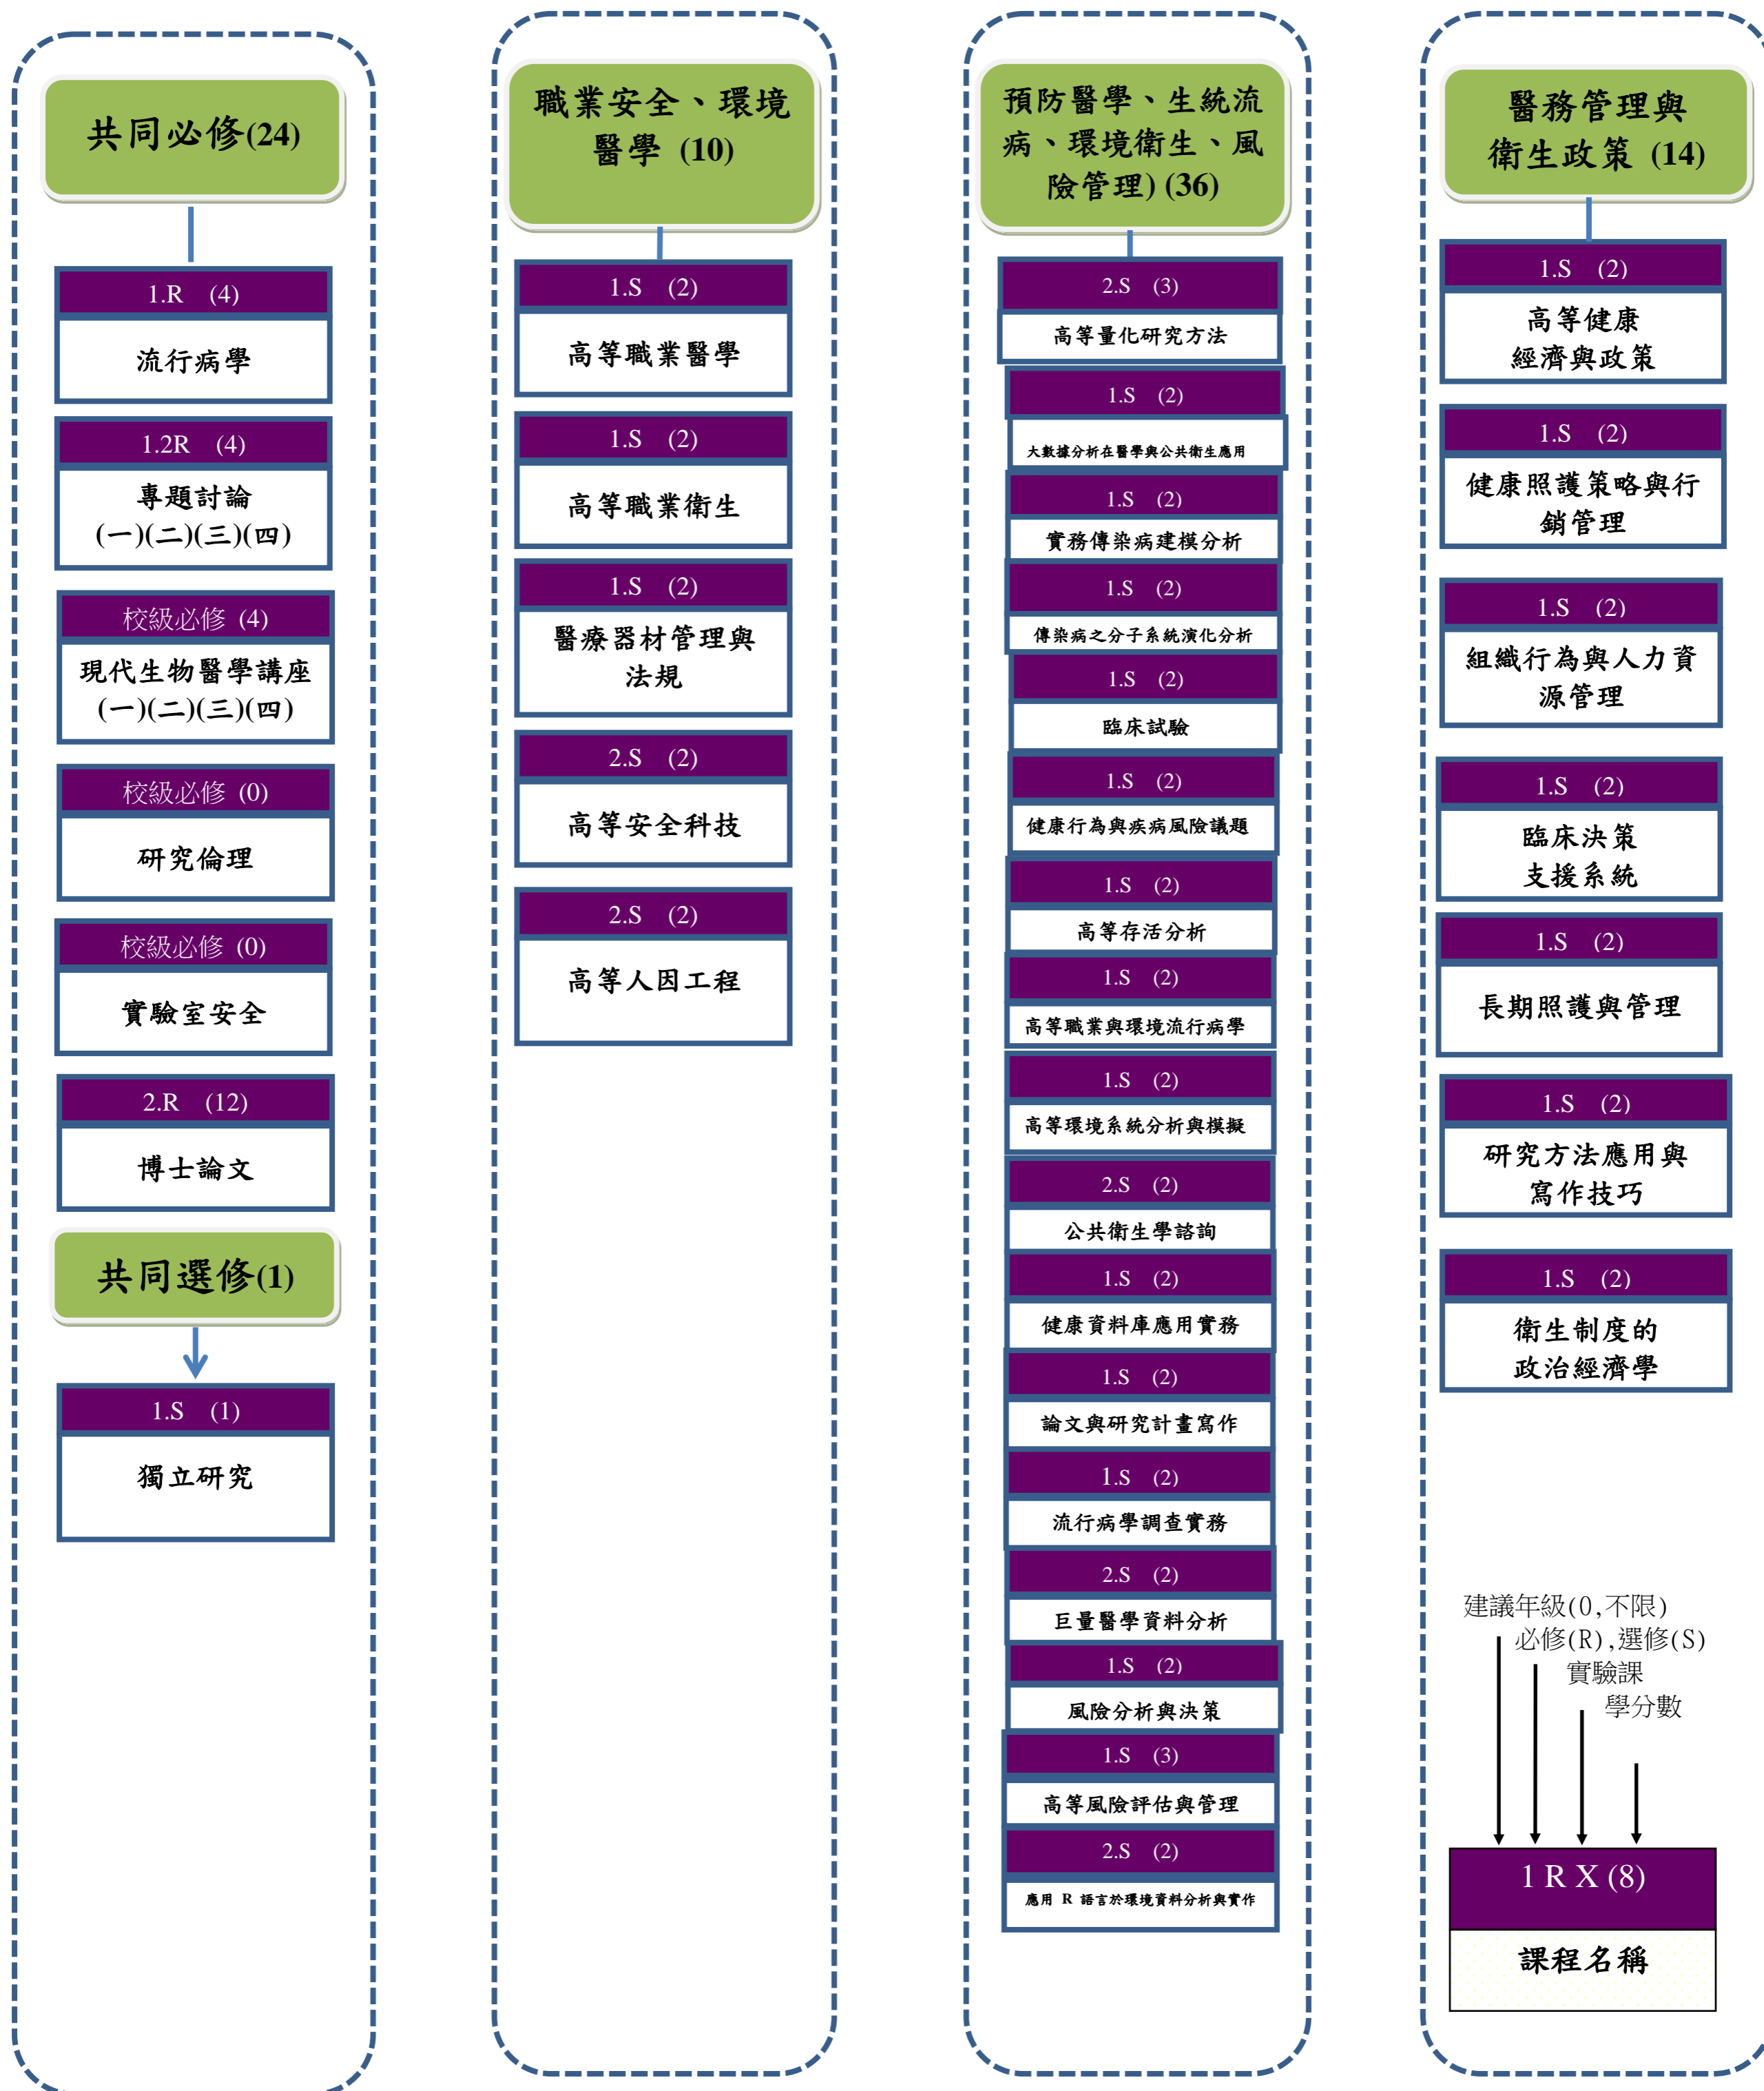 共同必修(24)
1.R (4)
流行病學
1.2R (4)
專題討論
(一)(二)(三)(四)
校級必修 (4)
現代生物醫學講座
(一)(二)(三)(四)
校級必修 (0)
研究倫理
校級必修 (0)
實驗室安全
2.R (12)
博士論文
共同選修(1)
1.S (1)
獨立研究
職業安全、環境
醫學 (10)
1.S (2)
高等職業醫學
1.S (2)
高等職業衛生
1.S (2)
醫療器材管理與
法規
2.S (2)
高等安全科技
2.S (2)
高等人因工程
預防醫學、生統流
病、環境衛生、風
險管理) (36)
2.S (3)
高等量化研究方法
1.S (2)
大數據分析在醫學與公共衛生應用
1.S (2)
實務傳染病建模分析
1.S (2)
傳染病之分子系統演化分析
1.S (2)
臨床試驗
1.S (2)
健康行為與疾病風險議題
1.S (2)
高等存活分析
1.S (2)
高等職業與環境流行病學
1.S (2)
高等環境系統分析與模擬
2.S (2)
公共衛生學諮詢
1.S (2)
健康資料庫應用實務
1.S (2)
論文與研究計畫寫作
1.S (2)
流行病學調查實務
2.S (2)
巨量醫學資料分析
1.S (2)
風險分析與決策
1.S (3)
高等風險評估與管理
2.S (2)
應用 R 語言於環境資料分析與實作
醫務管理與
衛生政策 (14)
1.S (2)
高等健康
經濟與政策
1.S (2)
健康照護策略與行
銷管理
1.S (2)
組織行為與人力資
源管理
1.S (2)
臨床決策
支援系統
1.S (2)
長期照護與管理
1.S (2)
研究方法應用與
寫作技巧
1.S (2)
衛生制度的
政治經濟學
建議年級(0,不限)
必修(R),選修(S)
實驗課
學分數
1 R X (8)
課程名稱